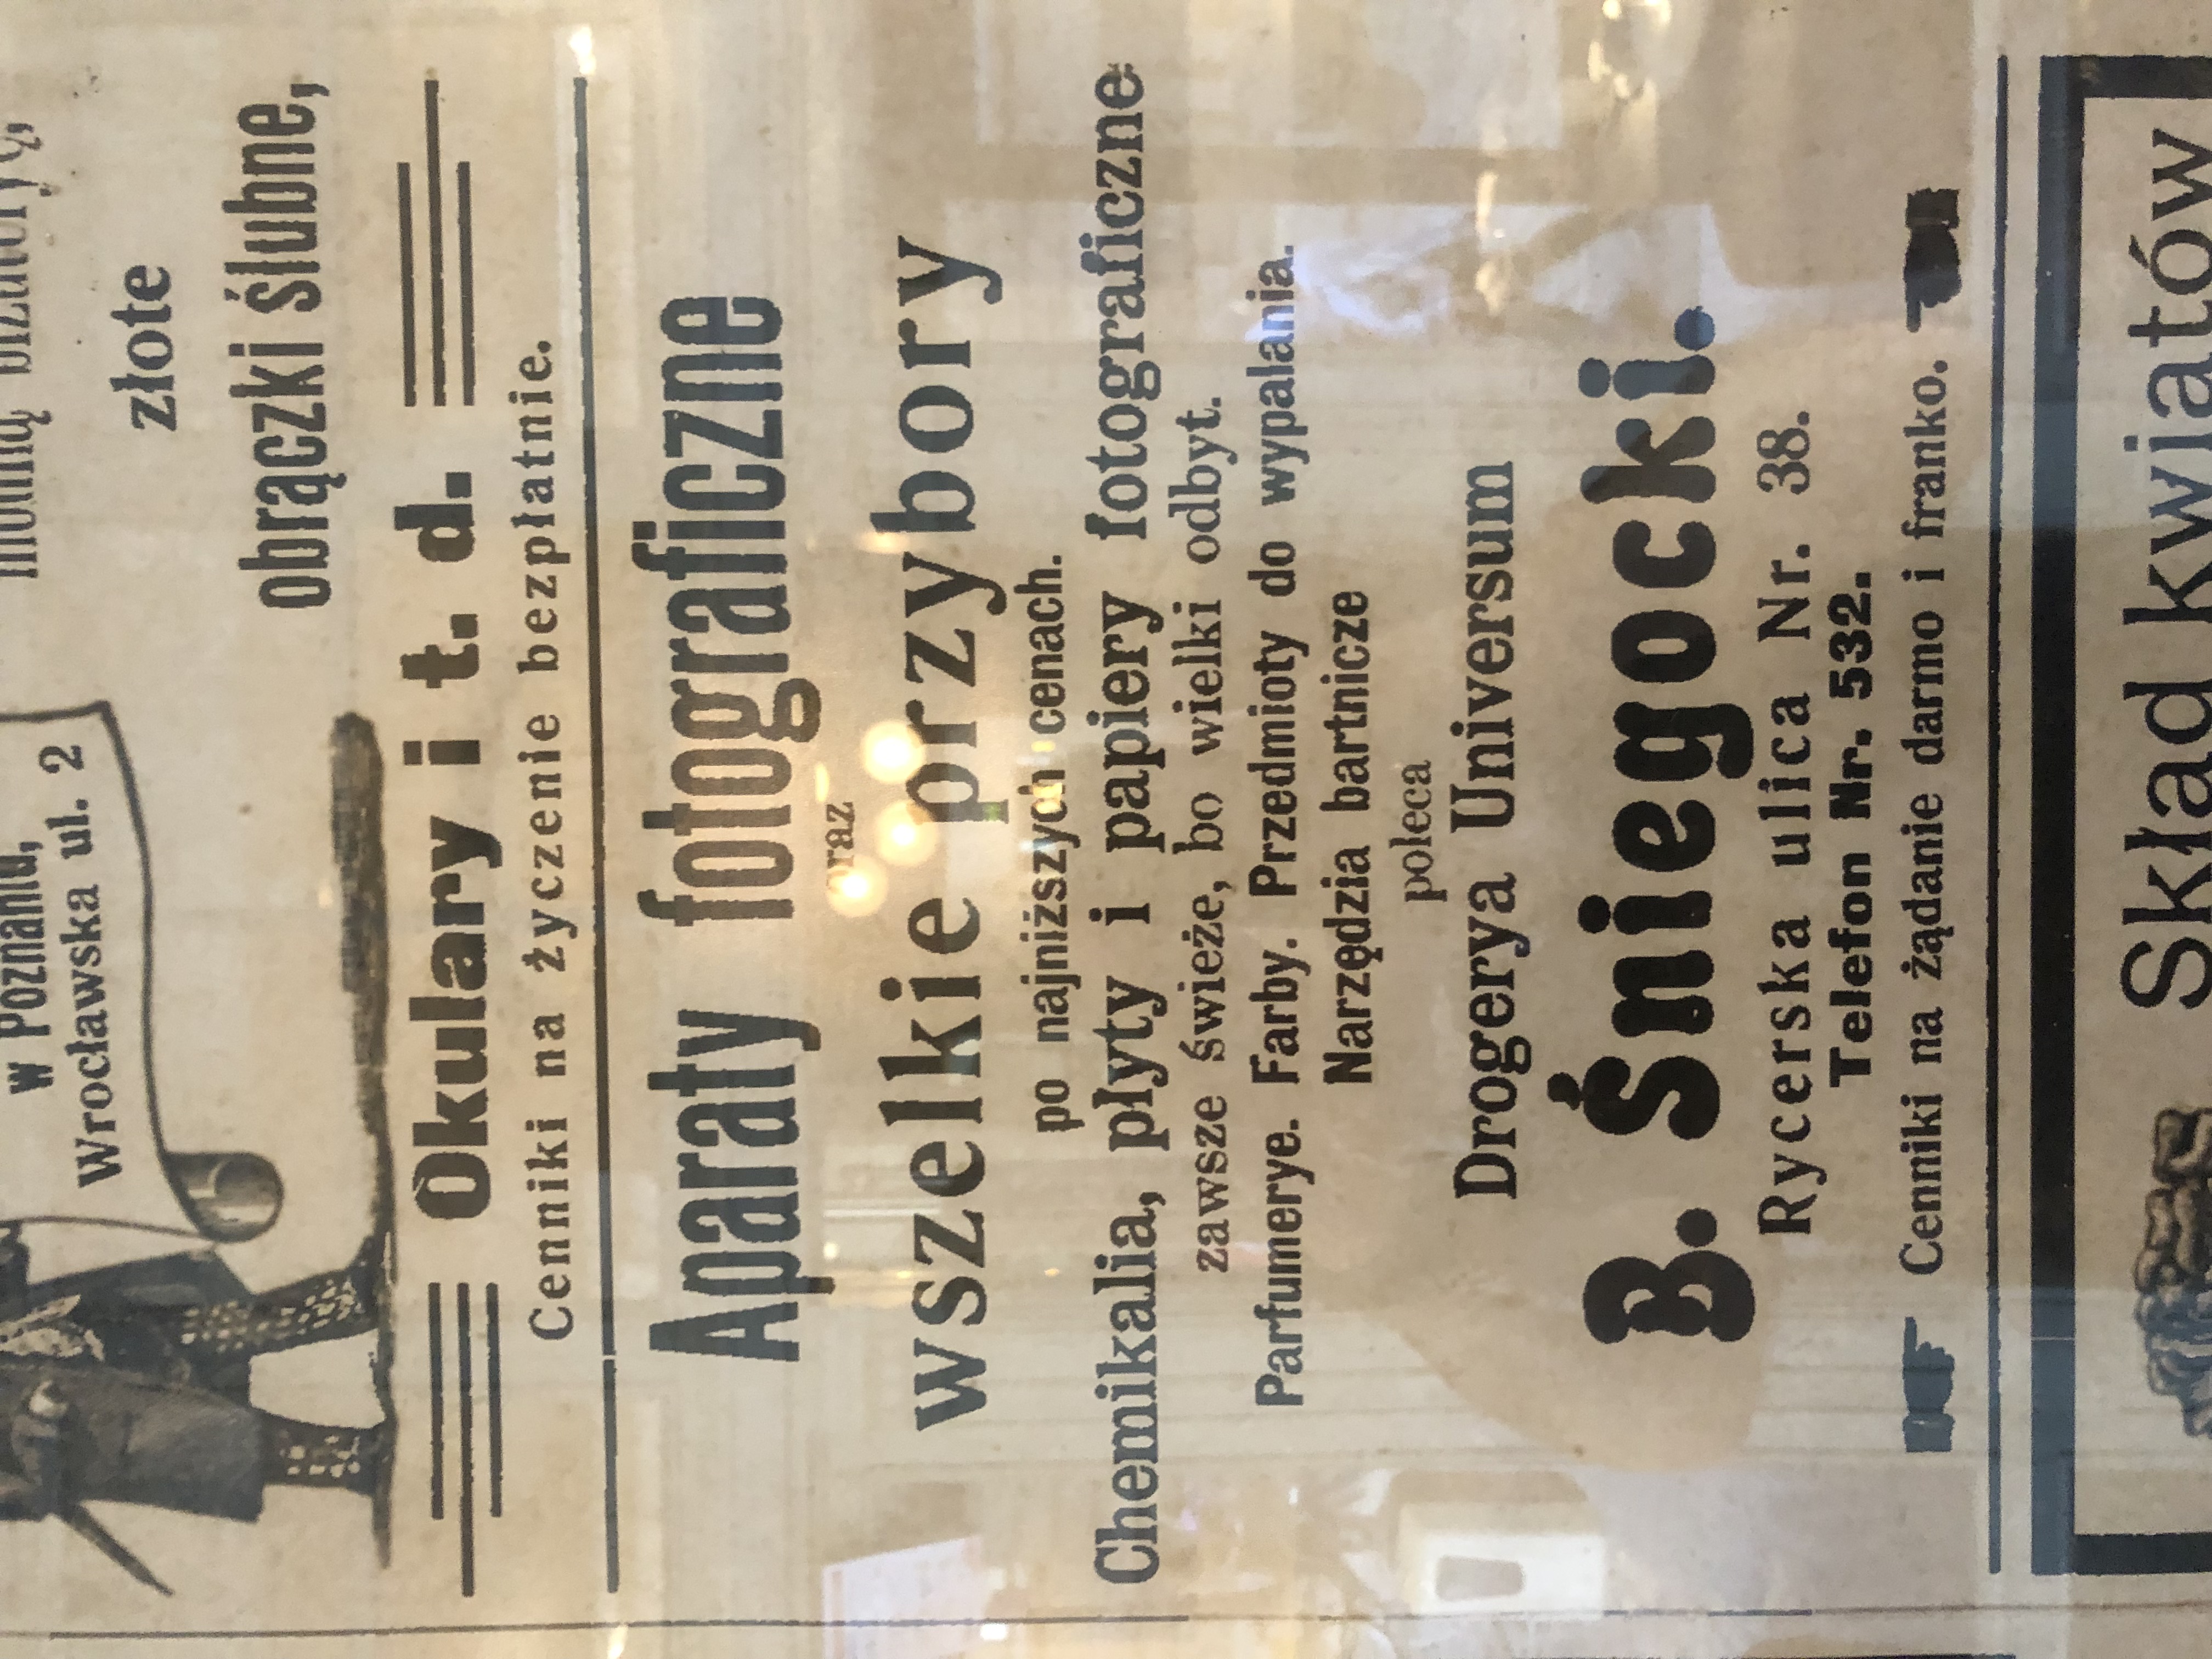 w Poznaniu,
Wrocławska ul. 2
złote
obrączki ślubne,
Okulary i t. d.
Cenniki na życzenie bezpłatnie.
Aparaty fotograficzne
oraz
wszelkie przybory
po najniższych cenach.
Chemikalia, płyty i papiery fotograficzne
zawsze świeże, bo wielki odbyt.
Parfumerye. Farby. Przedmioty do wypalania.
Narzędzia bartnicze
poleca
Drogerya Universum
B. Śniegocki.
Rycerska ulica Nr. 38.
Telefon Nr. 532.
Cenniki na żądanie darmo i franko.
Skład kwiatów